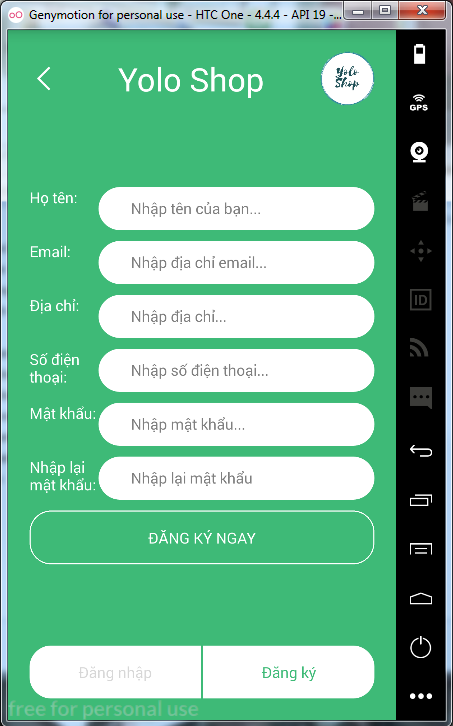 Genymotion for personal use - HTC One - 4.4.4 - API 19 -...
Yolo Shop
Yolo
Shop
GPS
Họ tên:
Nhập tên của bạn...
Email:
Nhập địa chỉ email...
Địa chỉ:
Nhập địa chỉ...
ID
Số điện
thoại:
Nhập số điện thoại...
Mật khẩu:
Nhập mật khẩu...
Nhập lại
mật khẩu:
Nhập lại mật khẩu
ĐĂNG KÝ NGAY
Đăng nhập
Đăng ký
free for personal use